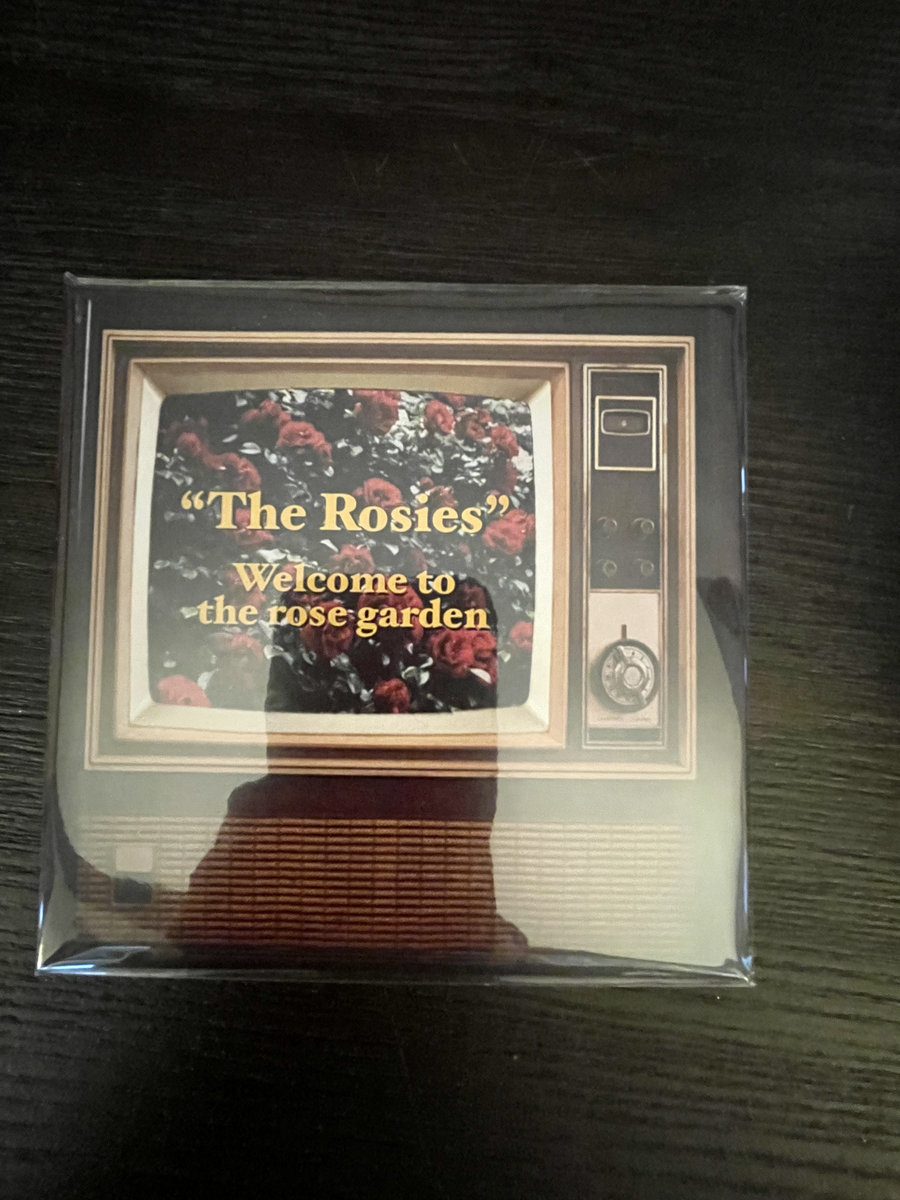 “The Rosies”
Welcome to
the rose garden